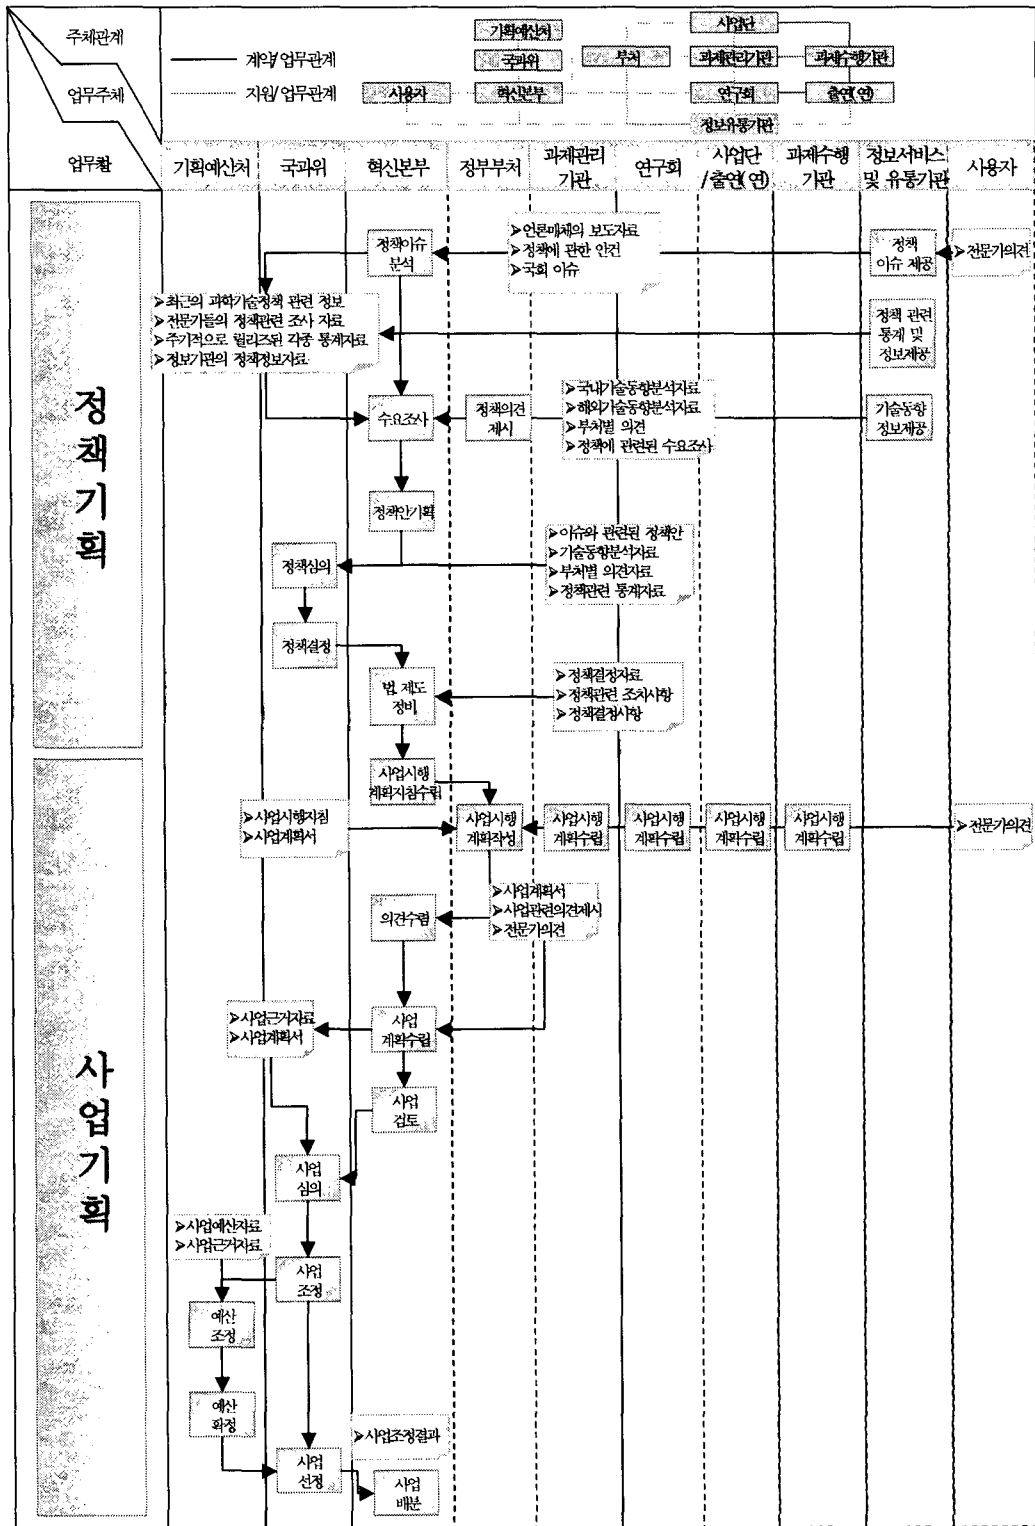 주체관계
업무주체
업무활
계약/업무관계
지원/업무관계
기획예산처
국과위
사용자
혁신본부
부처
사업단
과제관리기관
과제수행기관
연구회
출연(연)
정보유통기관
기획예산처
국과위
혁신본부
정부부처
과제관리
기관
연구회
사업단
/출연(연)
과제수행
기관
정보서비스
및 유통기관
사용자
정책기획
정책이슈
분석
➤언론매체의 보도자료
➤정책에 관한 안건
➤국회 이슈
정책
이슈 제공
➤전문가의견
➤최근의 과학기술정책 관련 정보
➤전문가들의 정책관련 조사 자료
➤주기적으로 릴리즈된 각종 통계자료
➤정보기관의 정책정보자료
정책 관련
통계 및
정보제공
수요조사
정책의견
제시
➤국내기술동향분석자료
➤해외기술동향분석자료
➤부처별 의견
➤정책에 관련된 수요조사
기술동향
정보제공
정책안기획
정책심의
➤이슈와 관련된 정책안
➤기술동향분석자료
➤부처별 의견자료
➤정책관련 통계자료
정책결정
법, 제도
정비
➤정책결정자료
➤정책관련 조치사항
➤정책결정사항
사업기획
사업시행
계획지침수립
➤사업시행지침
➤사업계획서
사업시행
계획작성
사업시행
계획수립
사업시행
계획수립
사업시행
계획수립
사업시행
계획수립
➤전문가의견
의견수렴
➤사업계획서
➤사업관련의견제시
➤전문가의견
➤사업근거자료
➤사업계획서
사업
계획수립
사업
검토
사업
심의
➤사업예산자료
➤사업근거자료
사업
조정
예산
조정
예산
확정
➤사업조정결과
사업
선정
사업
배분